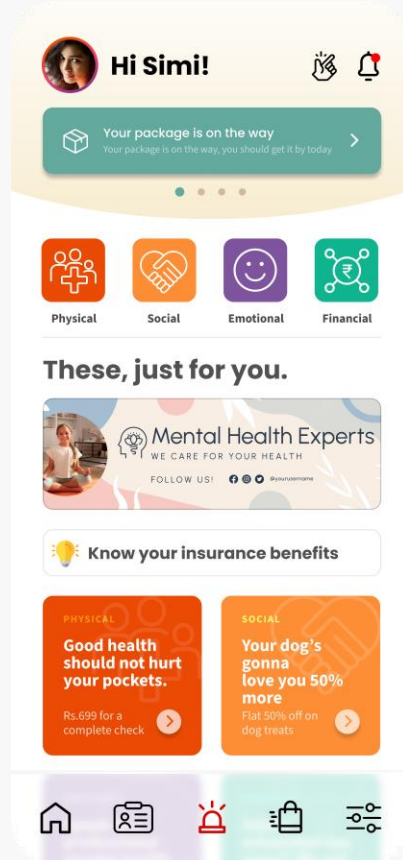 Hi Simi!
Your package is on the way
Your package is on the way, you should get it by today
Physical
Social
Emotional
Financial
These, just for you.
Mental Health Experts
WE CARE FOR YOUR HEALTH
FOLLOW US!
@yourusername
Know your insurance benefits
PHYSICAL
Good health
should not hurt
your pockets.
Rs.699 for a
complete check
SOCIAL
Your dog's
gonna
love you 50%
more
Flat 50% off on
dog treats